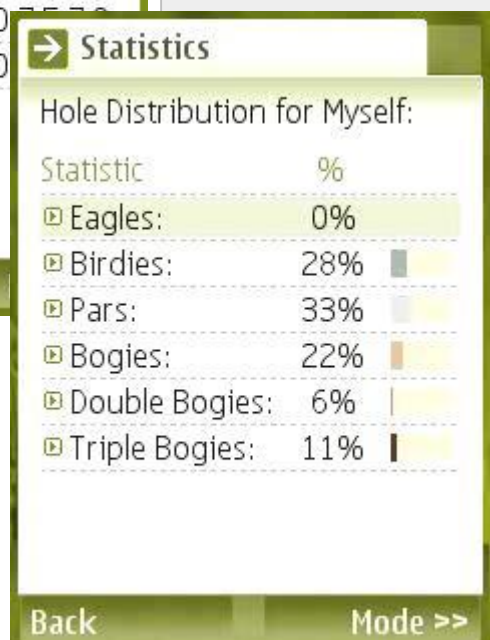 Statistics
Hole Distribution for Myself:
Statistic %
Eagles: 0%
Birdies: 28%
Pars: 33%
Bogies: 22%
Double Bogies: 6%
Triple Bogies: 11%
Back Mode >>